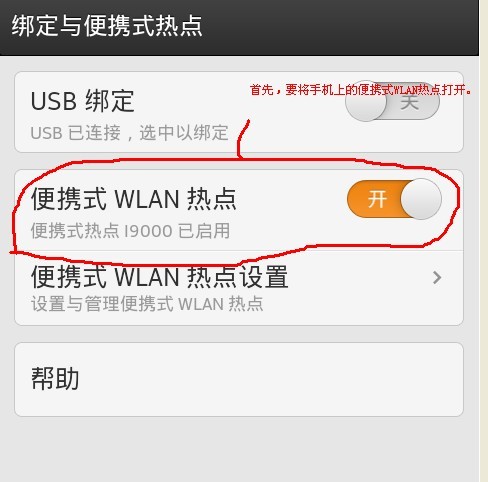 绑定与便携式热点
首先，要将手机上的便携式WLAN热点打开。
USB 绑定
关
USB 已连接，选中以绑定
便携式 WLAN 热点
开
便携式热点 I9000 已启用
便携式 WLAN 热点设置
设置与管理便携式 WLAN 热点
帮助